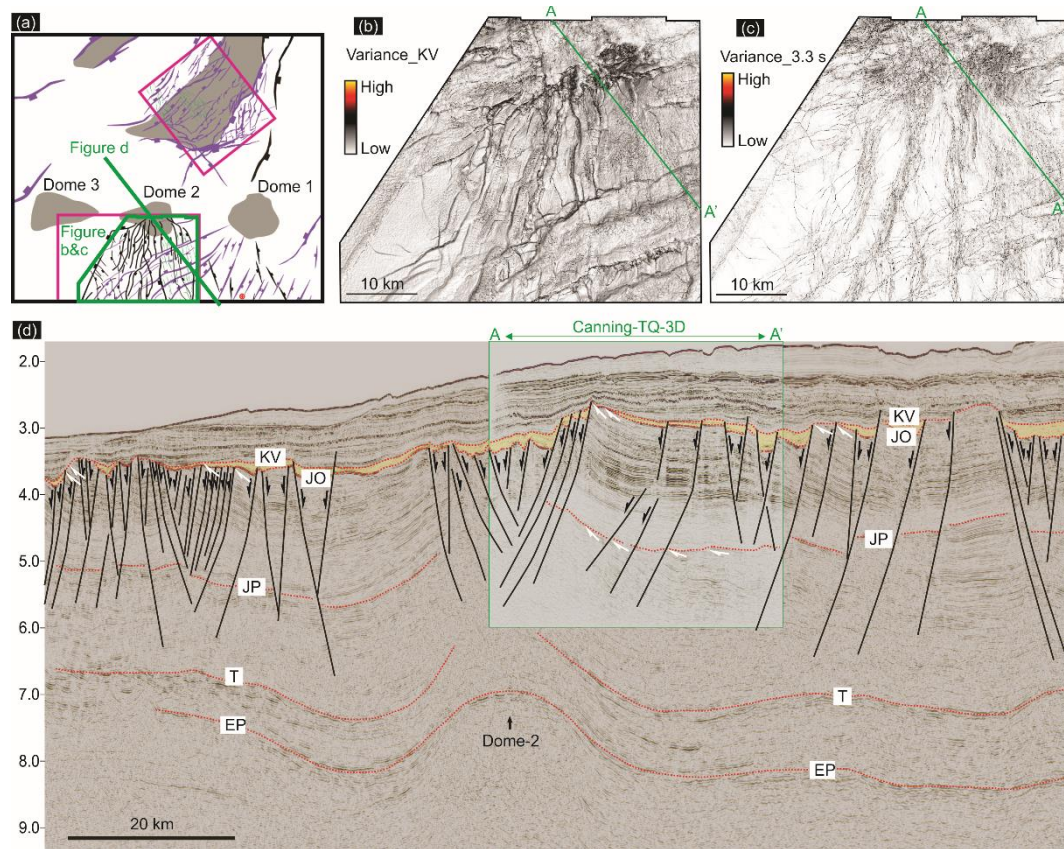 (a)
Figure d
Dome 3
Dome 2
Dome 1
Figure
b&c
(b)
Variance_KV
High
Low
10 km
A
A'
(c)
Variance_3.3 s
High
Low
10 km
A
A'
(d)
A
Canning-TQ-3D
A'
2.0
3.0
4.0
5.0
6.0
7.0
8.0
9.0
KV
JO
KV
JO
JP
JP
T
T
EP
EP
Dome-2
20 km